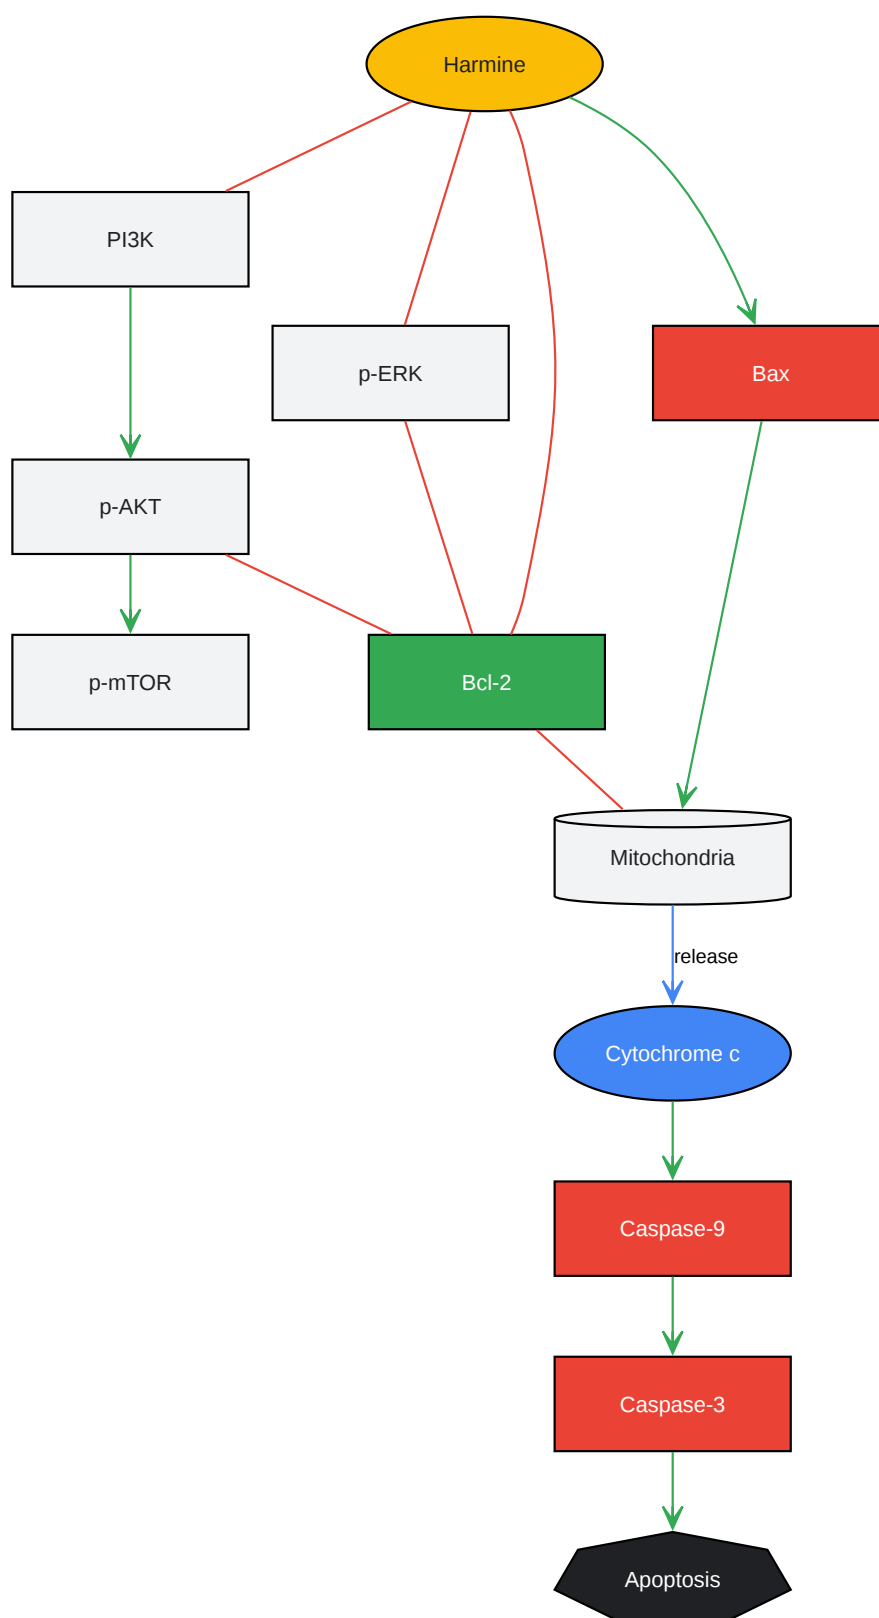 Harmine
PI3K
p-ERK
Bax
p-AKT
p-mTOR
Bcl-2
Mitochondria
release
Cytochrome c
Caspase-9
Caspase-3
Apoptosis